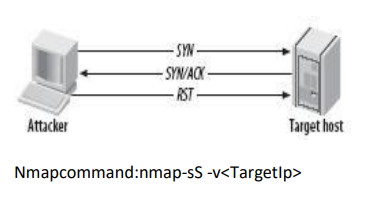 SYN
SYN/ACK
RST
Attacker
Target host
Nmapcommand:nmap-sS -v<TargetIp>